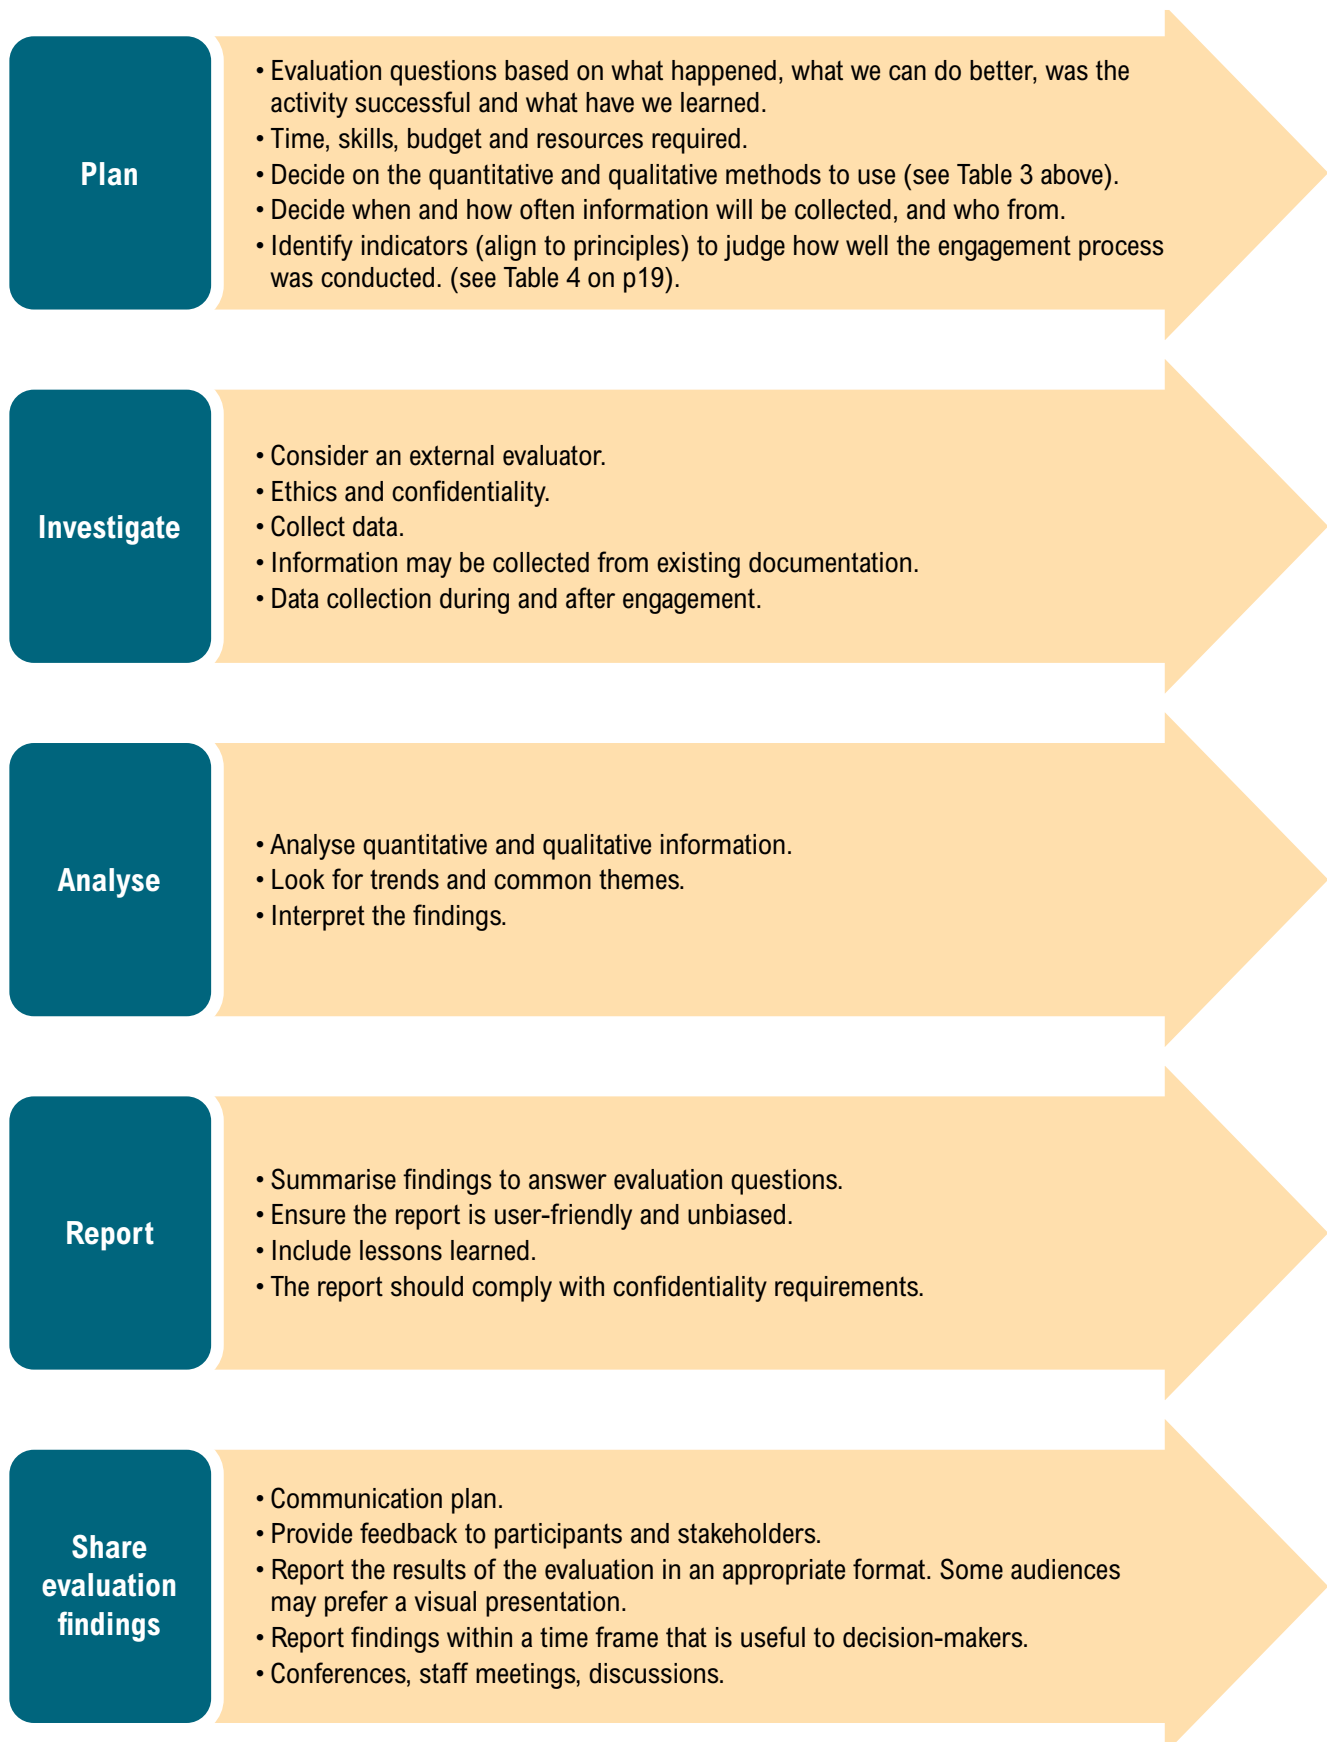 Plan
• Evaluation questions based on what happened, what we can do better, was the
activity successful and what have we learned.
• Time, skills, budget and resources required.
• Decide on the quantitative and qualitative methods to use (see Table 3 above).
• Decide when and how often information will be collected, and who from.
• Identify indicators (align to principles) to judge how well the engagement process
was conducted. (see Table 4 on p19).
Investigate
• Consider an external evaluator.
• Ethics and confidentiality.
• Collect data.
• Information may be collected from existing documentation.
• Data collection during and after engagement.
Analyse
• Analyse quantitative and qualitative information.
• Look for trends and common themes.
• Interpret the findings.
Report
• Summarise findings to answer evaluation questions.
• Ensure the report is user-friendly and unbiased.
• Include lessons learned.
• The report should comply with confidentiality requirements.
Share
evaluation
findings
• Communication plan.
• Provide feedback to participants and stakeholders.
• Report the results of the evaluation in an appropriate format. Some audiences
may prefer a visual presentation.
• Report findings within a time frame that is useful to decision-makers.
• Conferences, staff meetings, discussions.